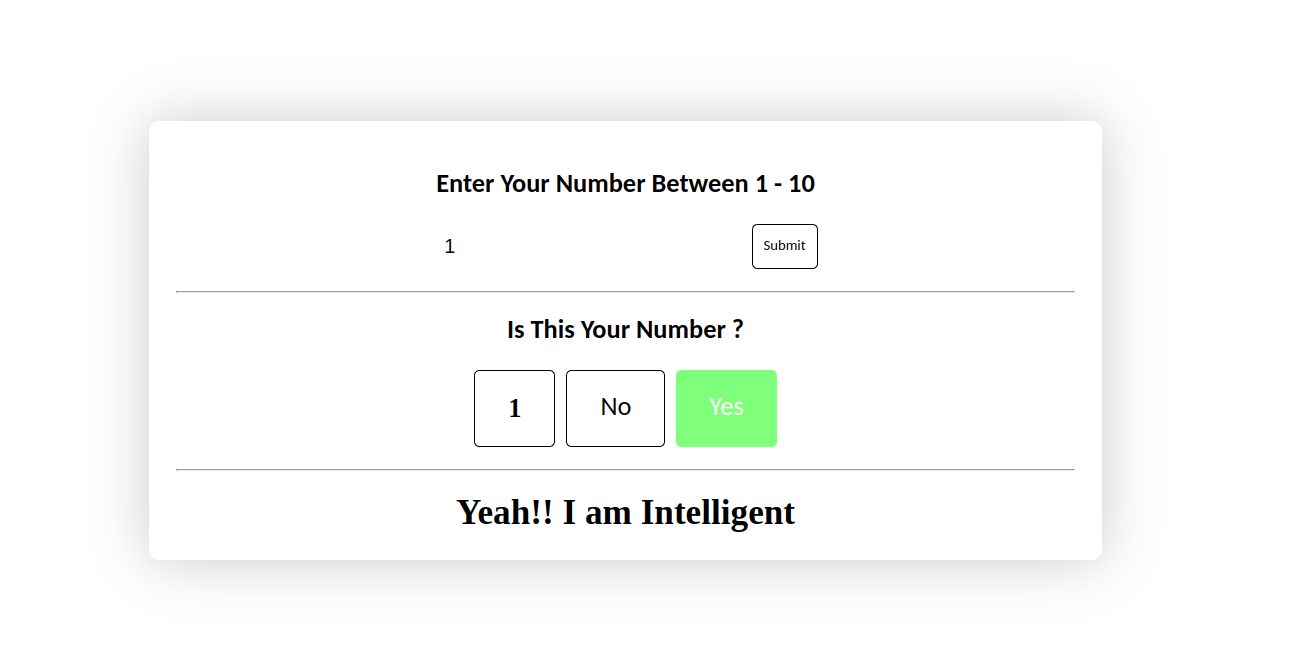 Enter Your Number Between 1 - 10
1 Submit
Is This Your Number ?
1 No Yes
Yeah!! I am Intelligent